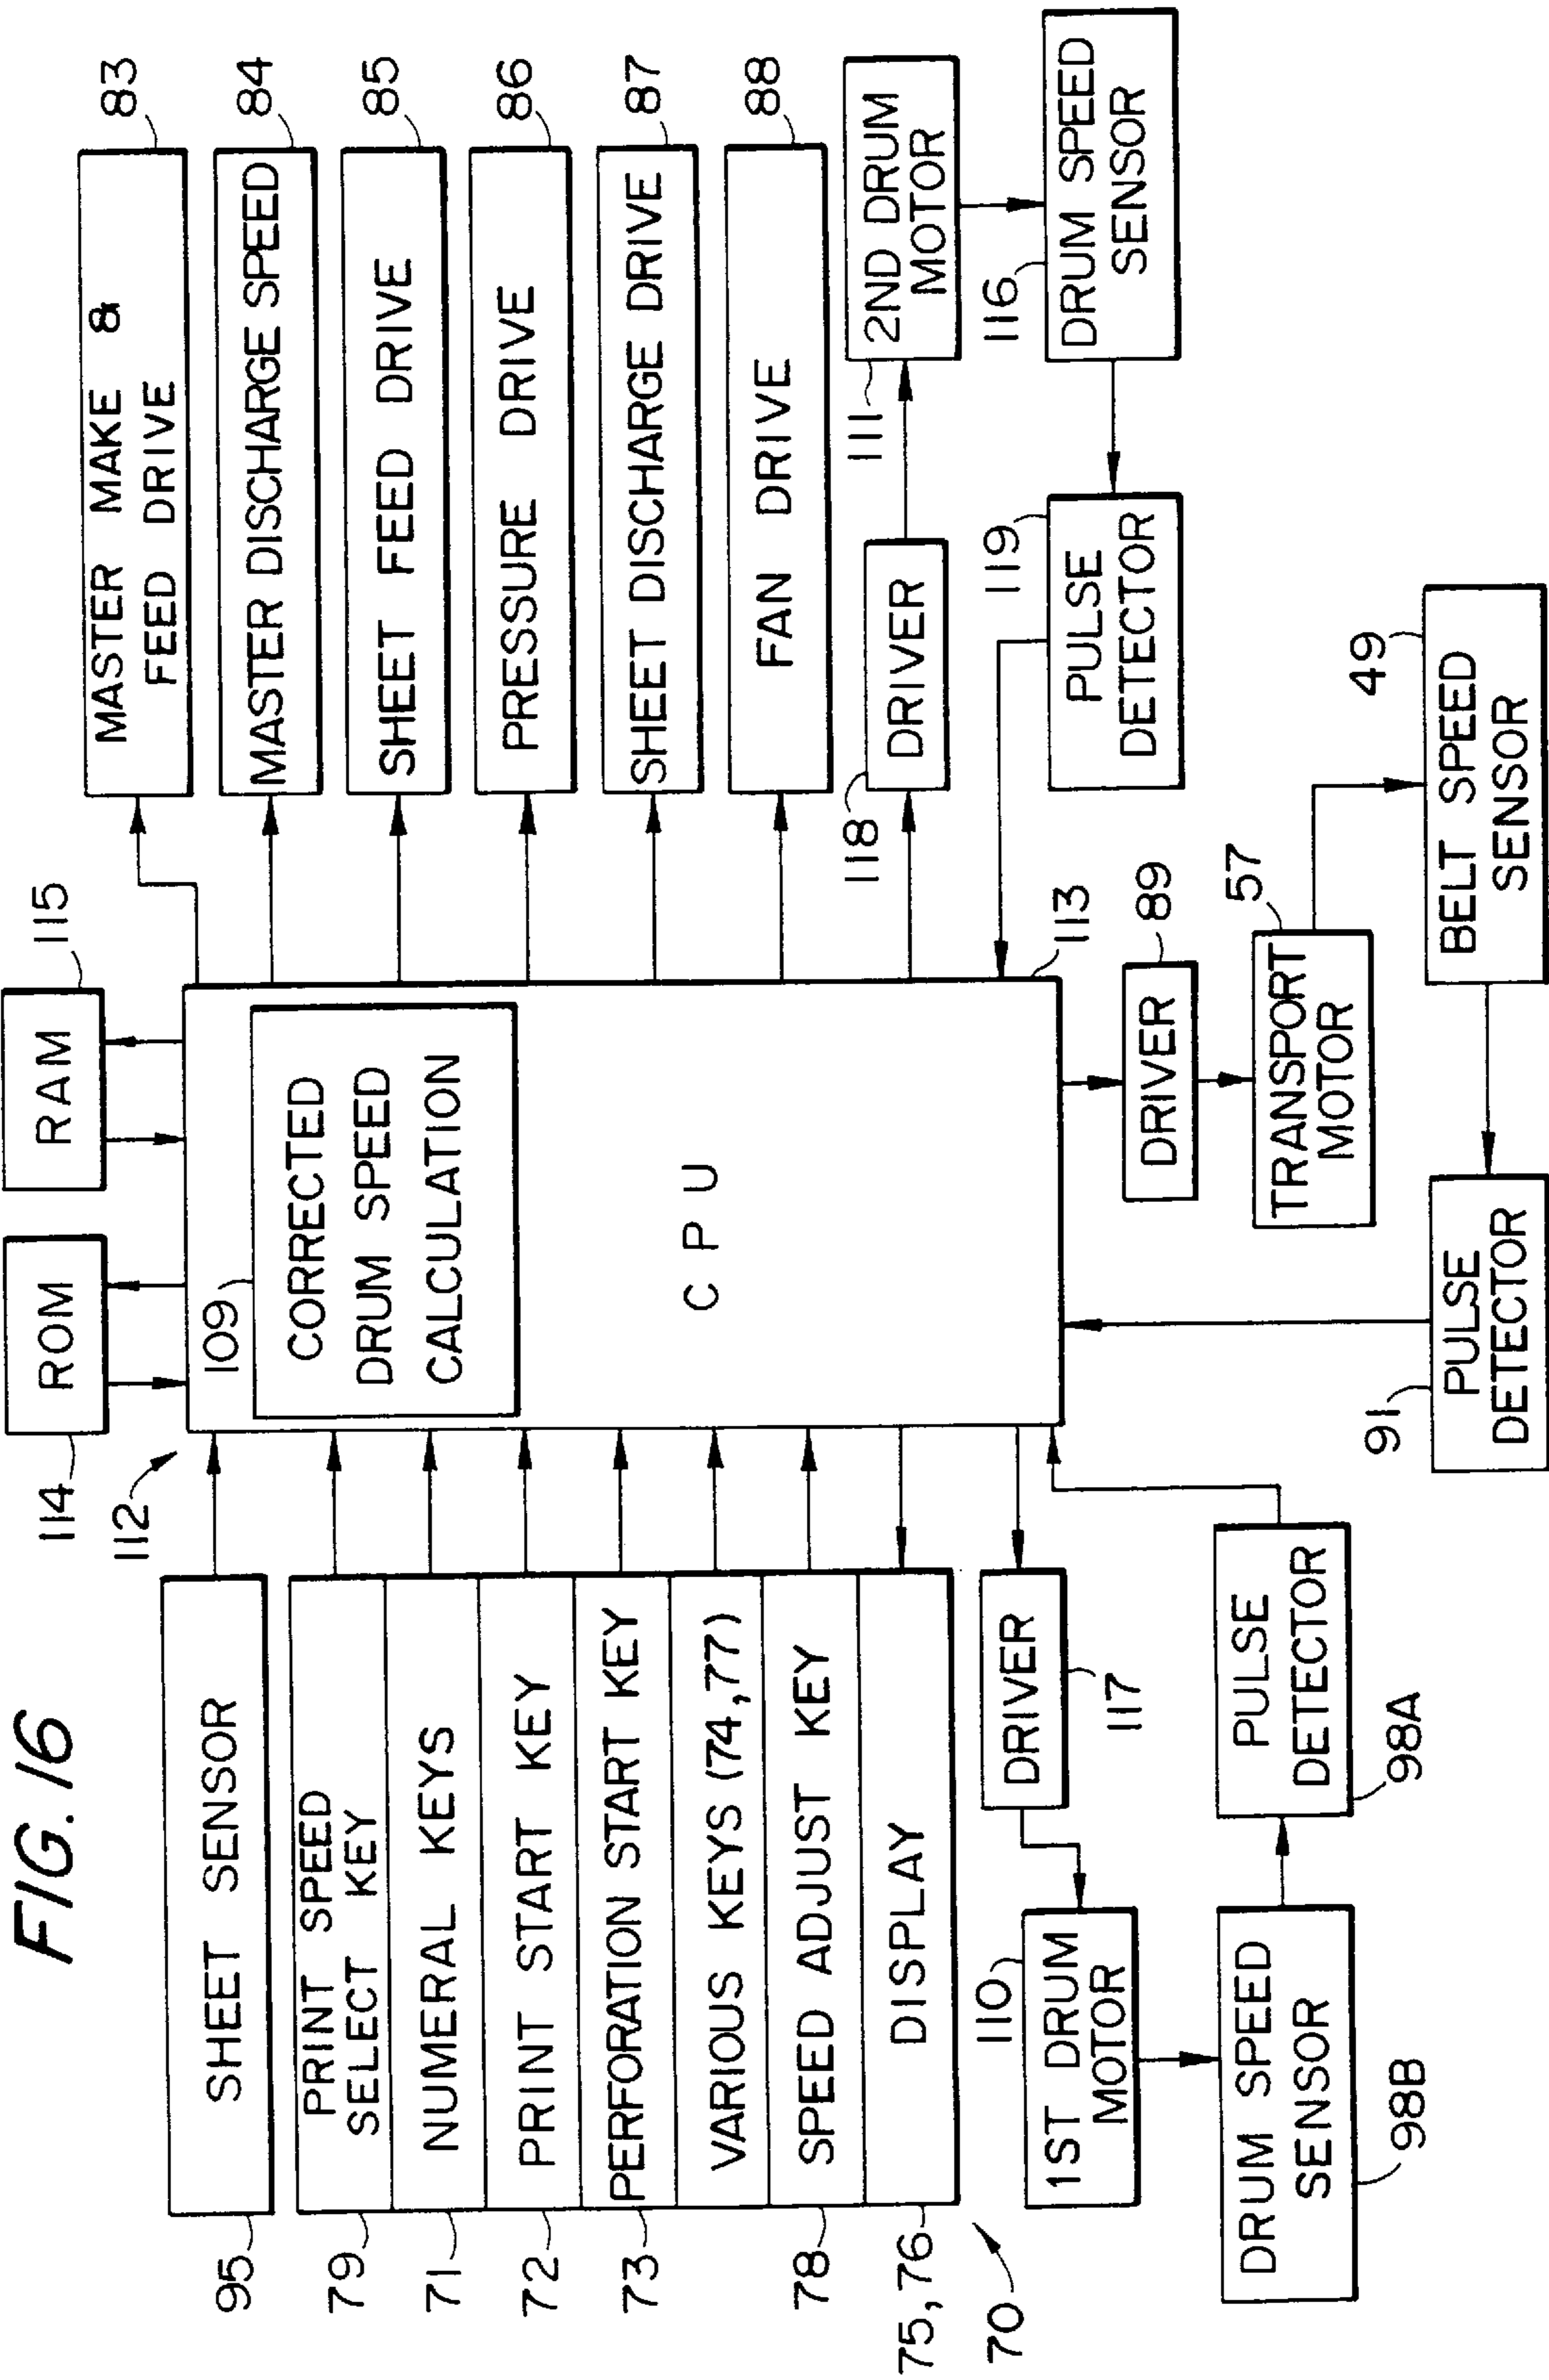 FIG. 16
114
ROM
RAM
115
112
109
CORRECTED
DRUM SPEED
CALCULATION
C P U
113
95
SHEET SENSOR
79
PRINT SPEED
SELECT KEY
71
NUMERAL KEYS
72
PRINT START KEY
73
PERFORATION START KEY
VARIOUS KEYS (74,77)
78
SPEED ADJUST KEY
75,76
DISPLAY
70
MASTER MAKE &
FEED DRIVE
83
MASTER DISCHARGE SPEED
84
SHEET FEED DRIVE
85
PRESSURE DRIVE
86
SHEET DISCHARGE DRIVE
87
FAN DRIVE
88
118
DRIVER
111
2ND DRUM
MOTOR
116
DRUM SPEED
SENSOR
119
PULSE
DETECTOR
DRIVER
117
110
1ST DRUM
MOTOR
DRUM SPEED
SENSOR
98B
PULSE
DETECTOR
98A
DRIVER
89
TRANSPORT
MOTOR
57
BELT SPEED
SENSOR
49
91
PULSE
DETECTOR